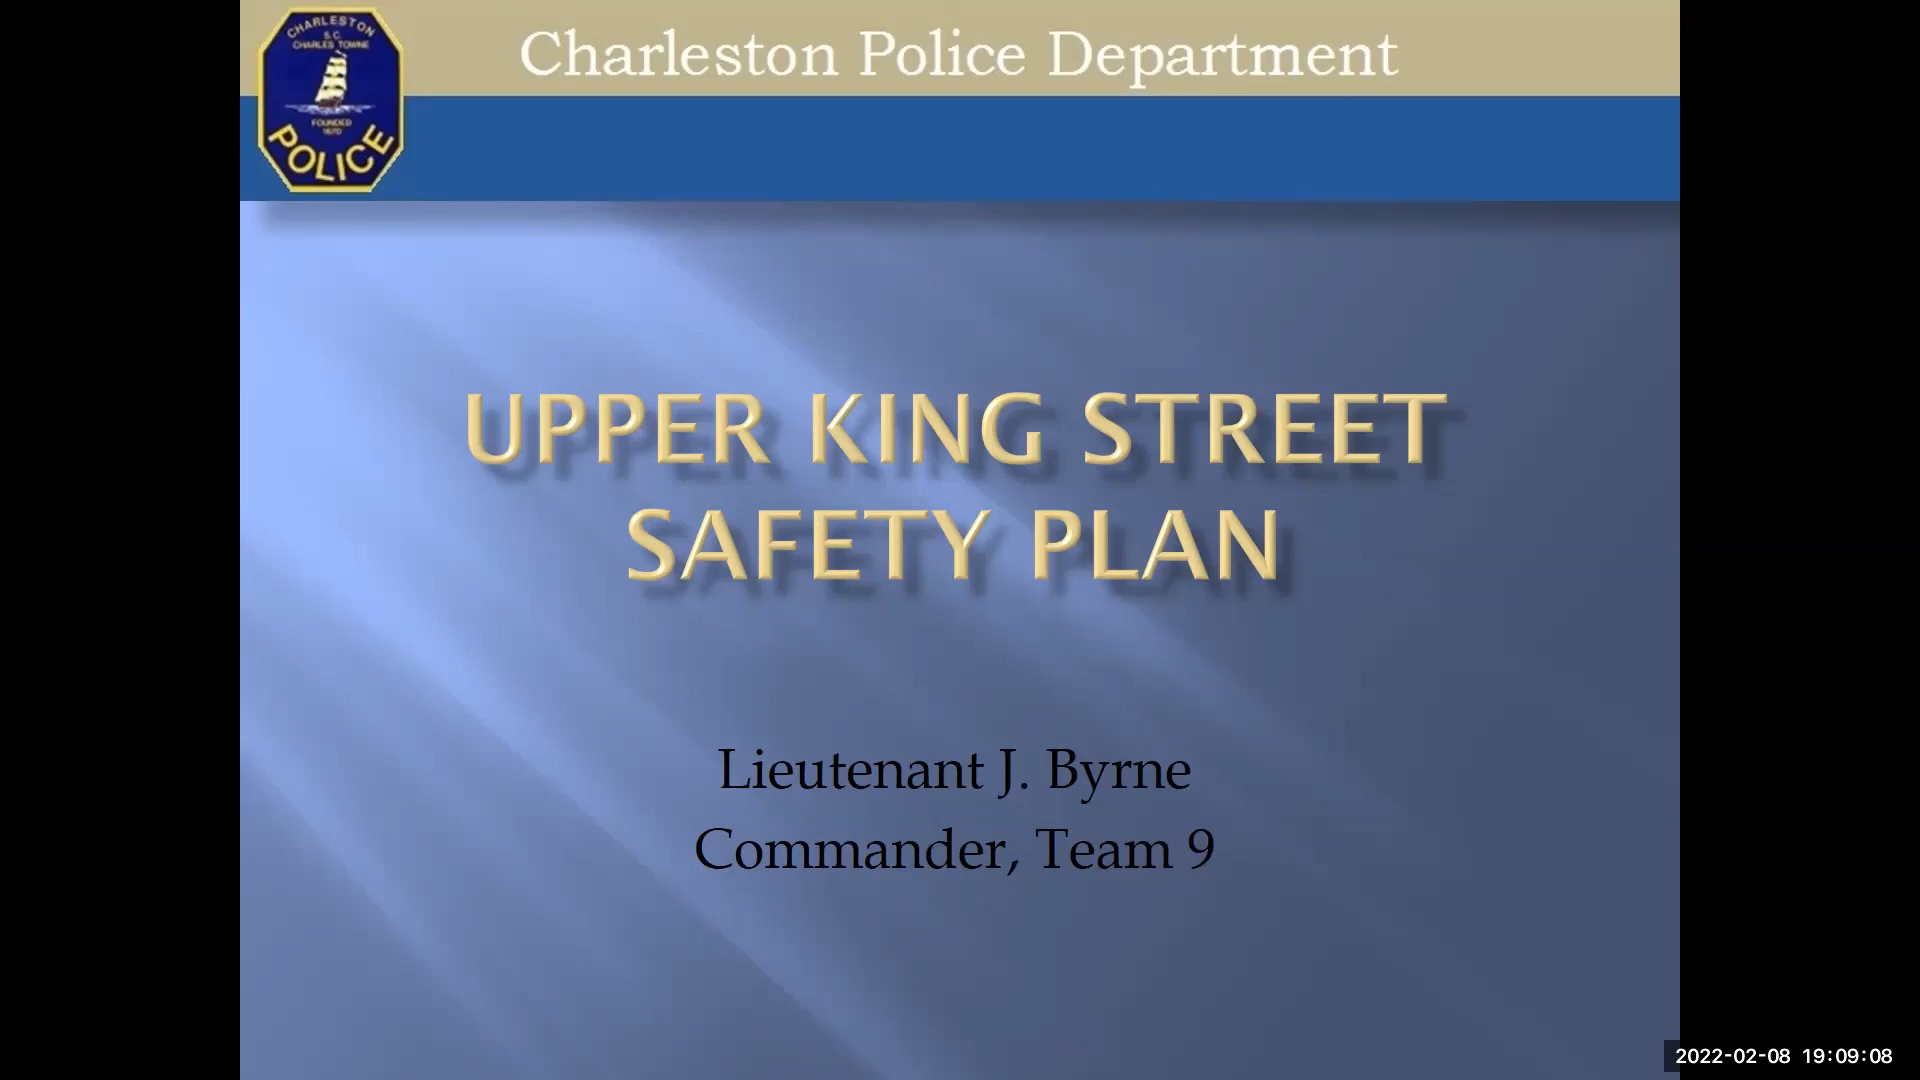 CHARLESTON
S.C.
CHARLES TOWNE
FOUNDED
1670
POLICE
Charleston Police Department
UPPER KING STREET
SAFETY PLAN
Lieutenant J. Byrne
Commander, Team 9
2022-02-08 19:09:08